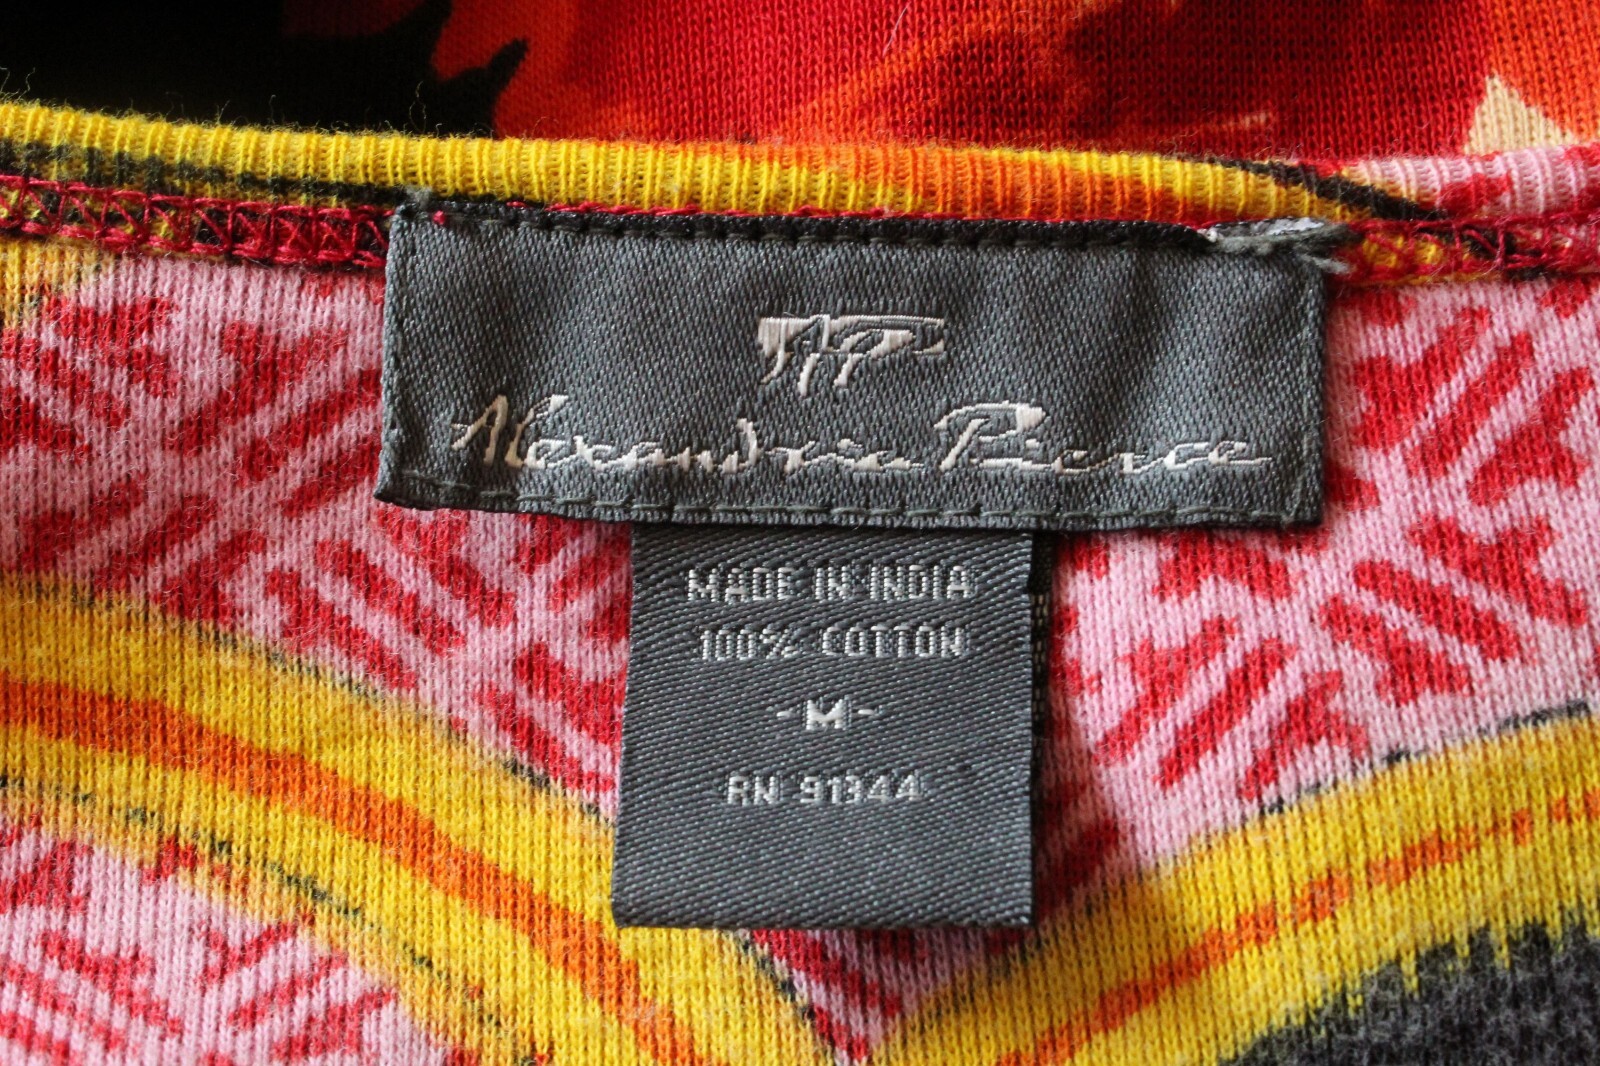 AP
Alexandria Pierce
MADE IN INDIA
100% COTTON
-M-
RN 91344